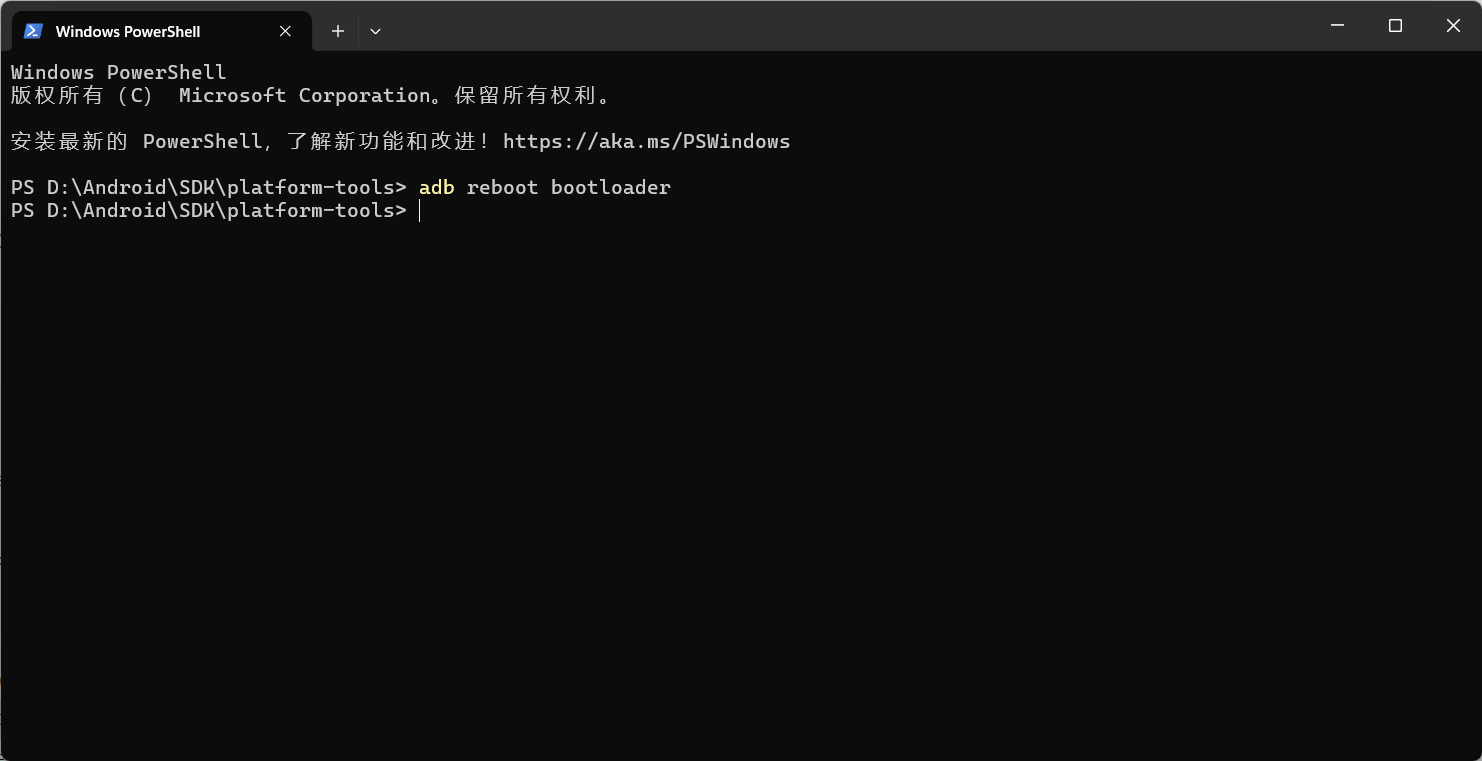 Windows PowerShell
Windows PowerShell
版权所有（C） Microsoft Corporation。保留所有权利。
安装最新的 PowerShell，了解新功能和改进！https://aka.ms/PSWindows
PS D:\Android\SDK\platform-tools> adb reboot bootloader
PS D:\Android\SDK\platform-tools>